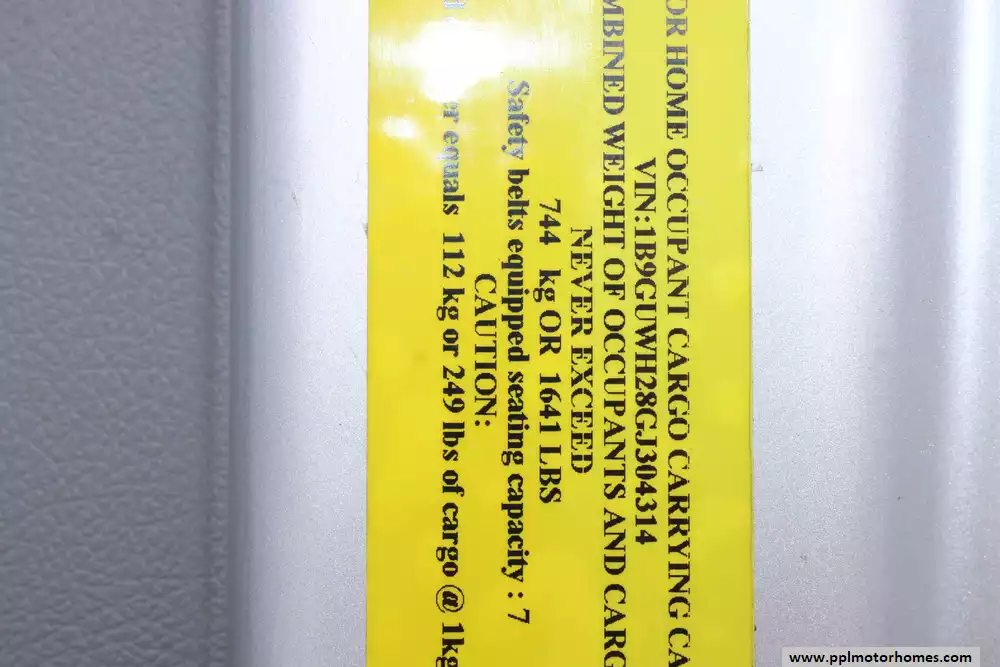 OR HOME OCCUPANT CARGO CARRYING CA
VIN:1B9GUWH28GJ304314
MBINED WEIGHT OF OCCUPANTS AND CARG
NEVER EXCEED
744 kg OR 1641 LBS
Safety belts equipped seating capacity : 7
CAUTION:
er equals 112 kg or 249 lbs of cargo @ 1kg
www.pplmotorhomes.com